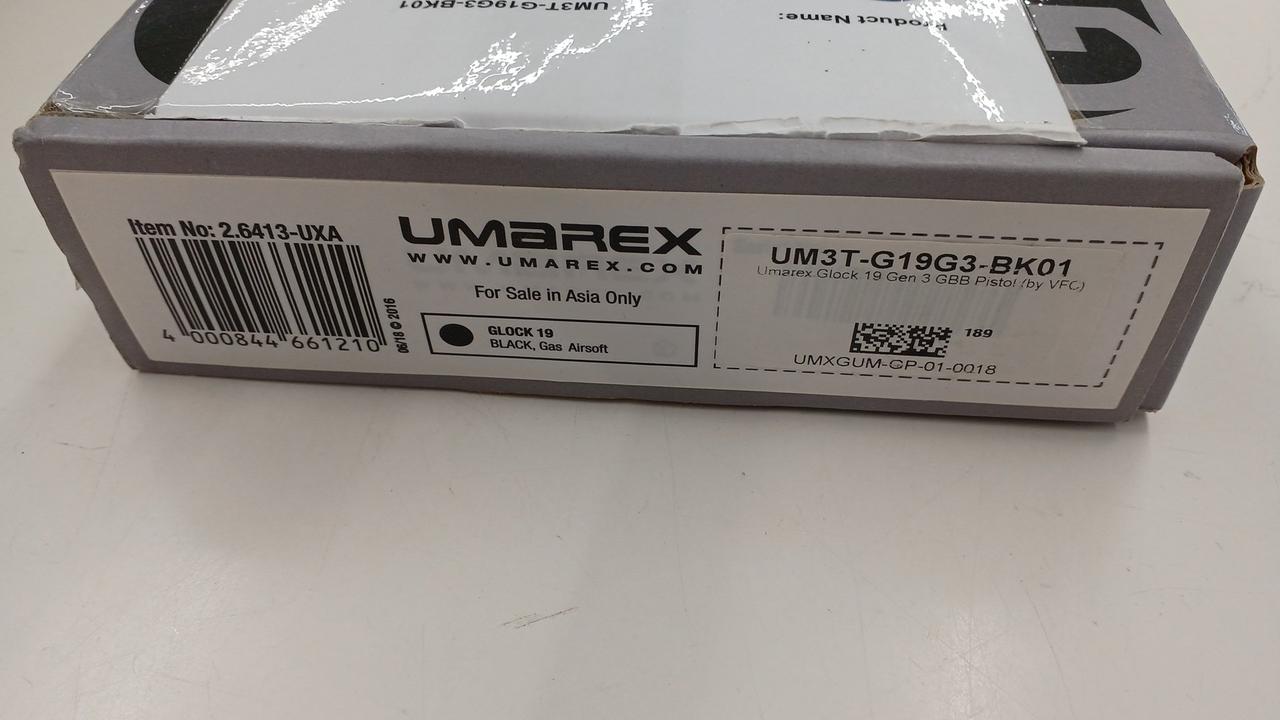 UM3T-G19G3-BK01
Product Name:
Item No: 2.6413-UXA
4 000844 661210
06/18 © 2016
UMAREX
WWW.UMAREX.COM
For Sale in Asia Only
GLOCK 19
BLACK, Gas Airsoft
UM3T-G19G3-BK01
Umarex Glock 19 Gen 3 GBB Pistol (by VFC)
189
UMXGUM-GP-01-0018